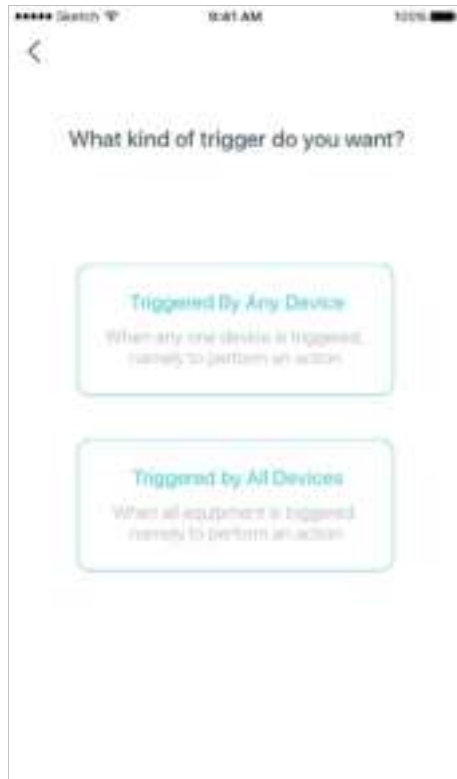 Sketch 9:41 AM 100%
What kind of trigger do you want?
Triggered By Any Device
When any one device is triggered,
namely to perform an action
Triggered by All Devices
When all equipment is triggered,
namely to perform an action